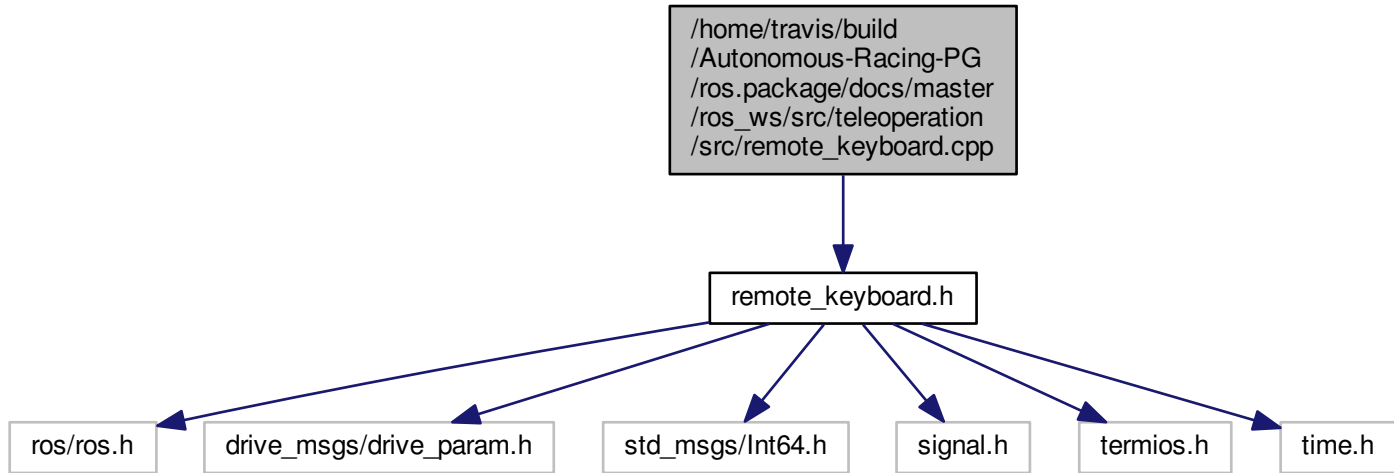 /home/travis/build
/Autonomous-Racing-PG
/ros.package/docs/master
/ros_ws/src/teleoperation
/src/remote_keyboard.cpp
remote_keyboard.h
ros/ros.h
drive_msgs/drive_param.h
std_msgs/Int64.h
signal.h
termios.h
time.h